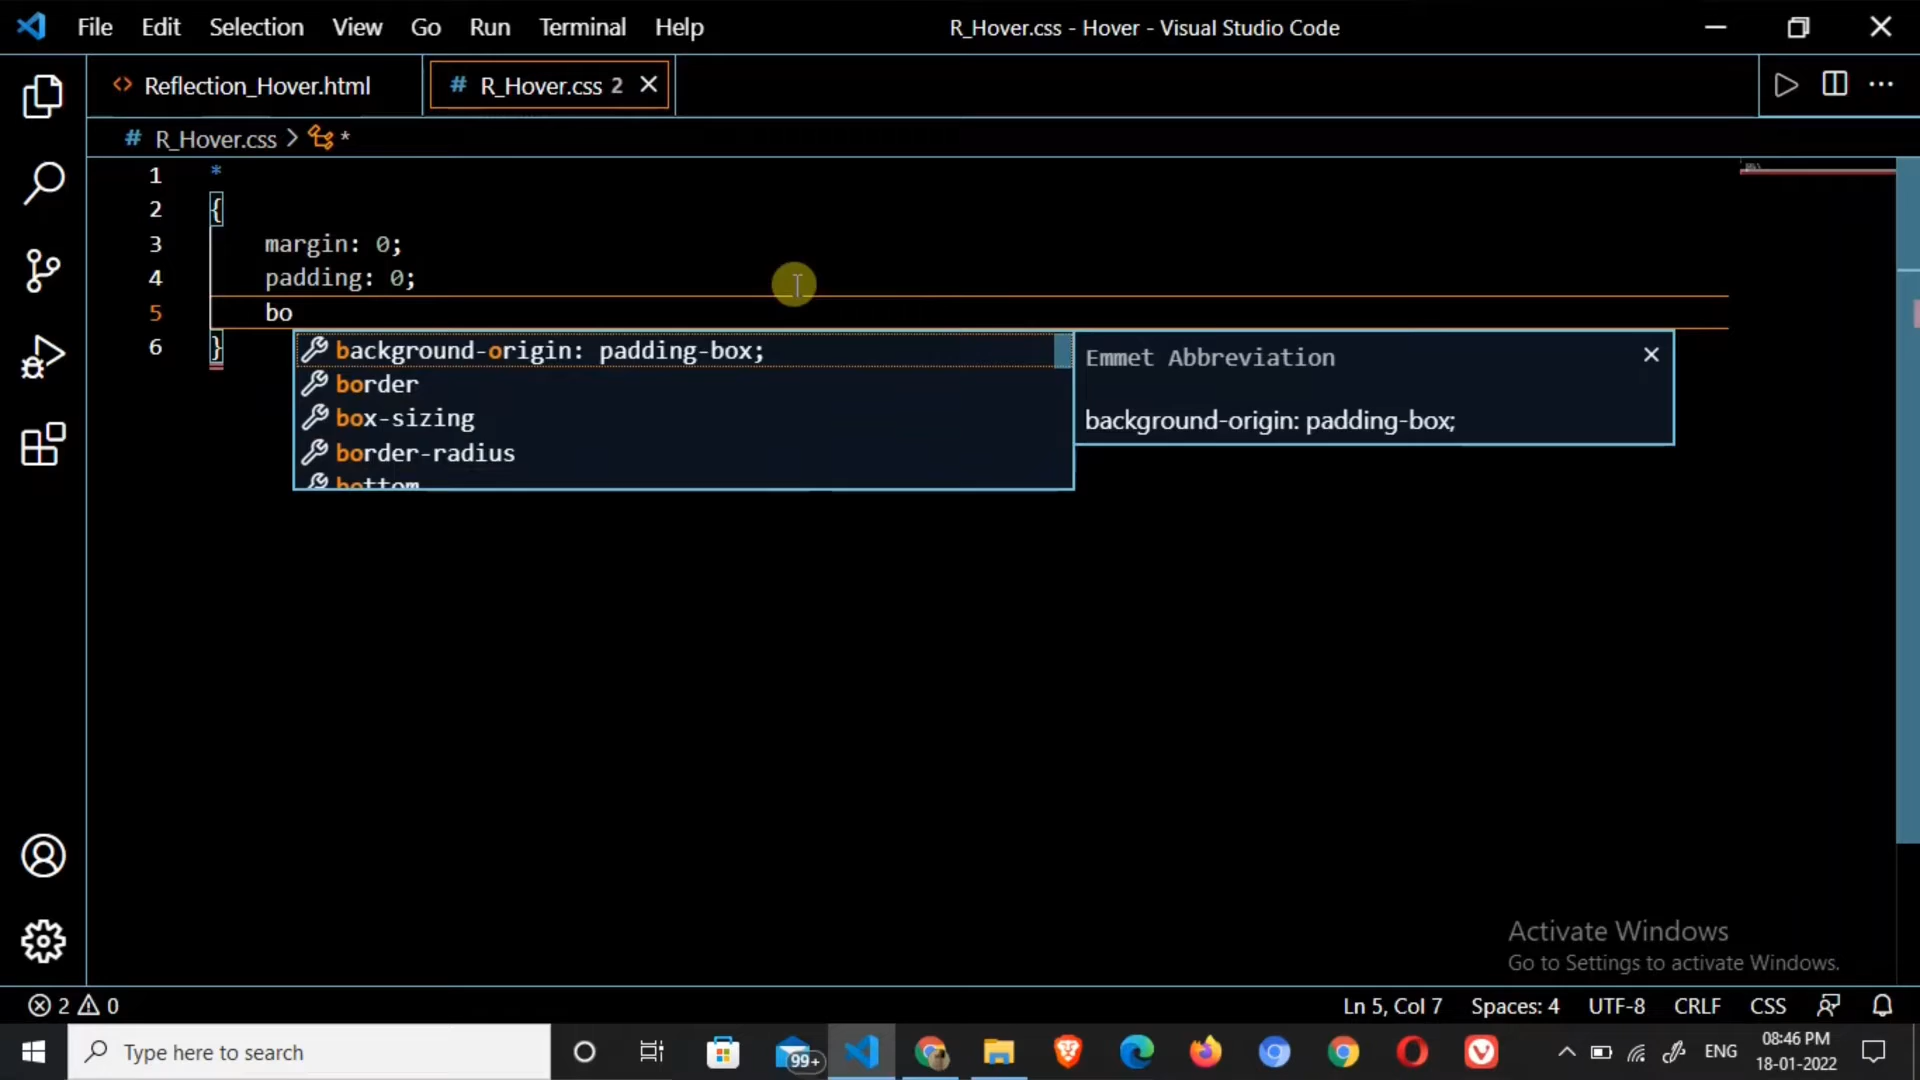 File Edit Selection View Go Run Terminal Help
R_Hover.css - Hover - Visual Studio Code
<> Reflection_Hover.html
# R_Hover.css 2
# R_Hover.css > *
1 *
2 {
3 margin: 0;
4 padding: 0;
5 bo
6 }
background-origin: padding-box;
border
box-sizing
border-radius
bottom
Emmet Abbreviation
background-origin: padding-box;
Activate Windows
Go to Settings to activate Windows.
2 0
Ln 5, Col 7 Spaces: 4 UTF-8 CRLF CSS
Type here to search
99+
ENG
08:46 PM
18-01-2022